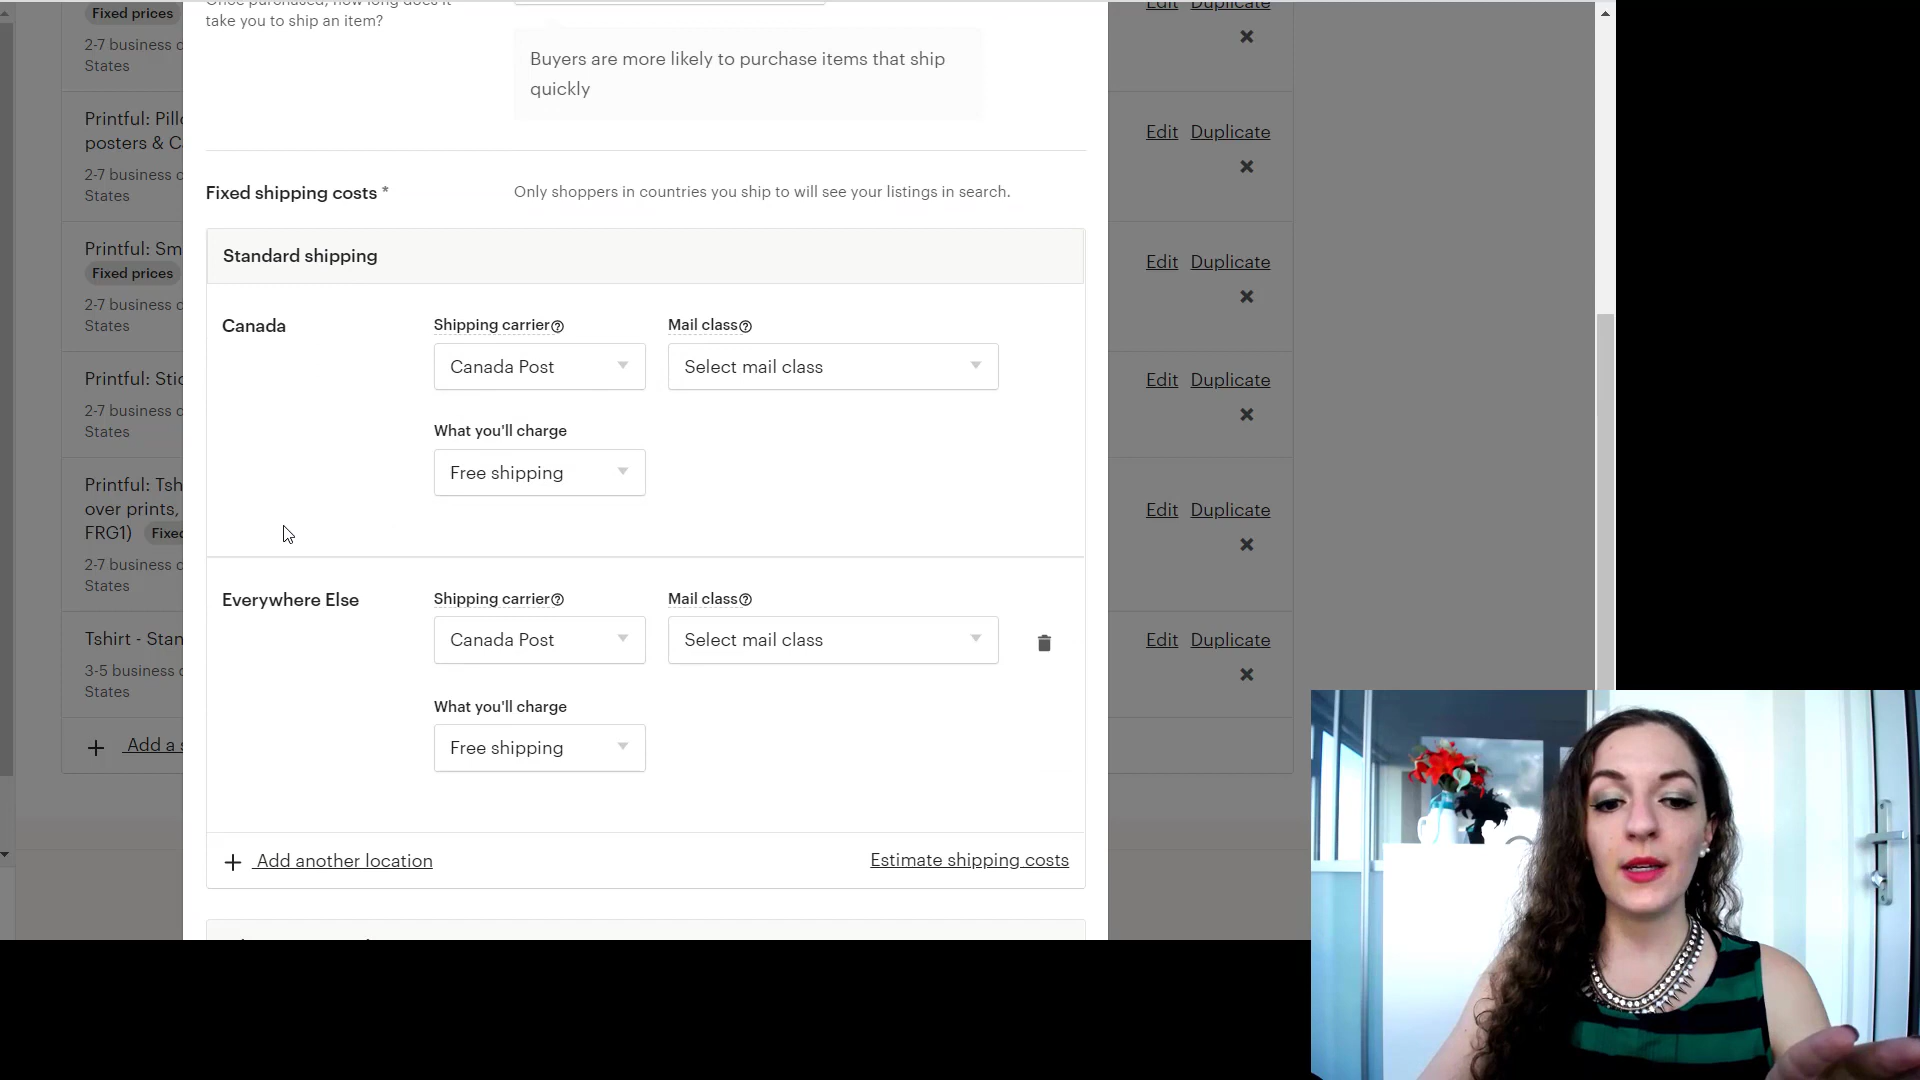 Fixed prices
2-7 business
States
Printful:
posters &
2-7 business
States
Printful:
Fixed prices
2-7 business
States
Printful:
2-7 business
States
Printful:
over prints,
FRG1)
2-7 business
States
Tshirt -
3-5 business
States
Add a
take you to ship an item?
Buyers are more likely to purchase items that ship
quickly
Fixed shipping costs *
Only shoppers in countries you ship to will see your listings in search.
Standard shipping
Canada
Shipping carrier
Mail class
Canada Post
Select mail class
What you'll charge
Free shipping
Everywhere Else
Shipping carrier
Mail class
Canada Post
Select mail class
What you'll charge
Free shipping
Add another location
Estimate shipping costs
Edit Duplicate
Edit Duplicate
Edit Duplicate
Edit Duplicate
Edit Duplicate
Edit Duplicate